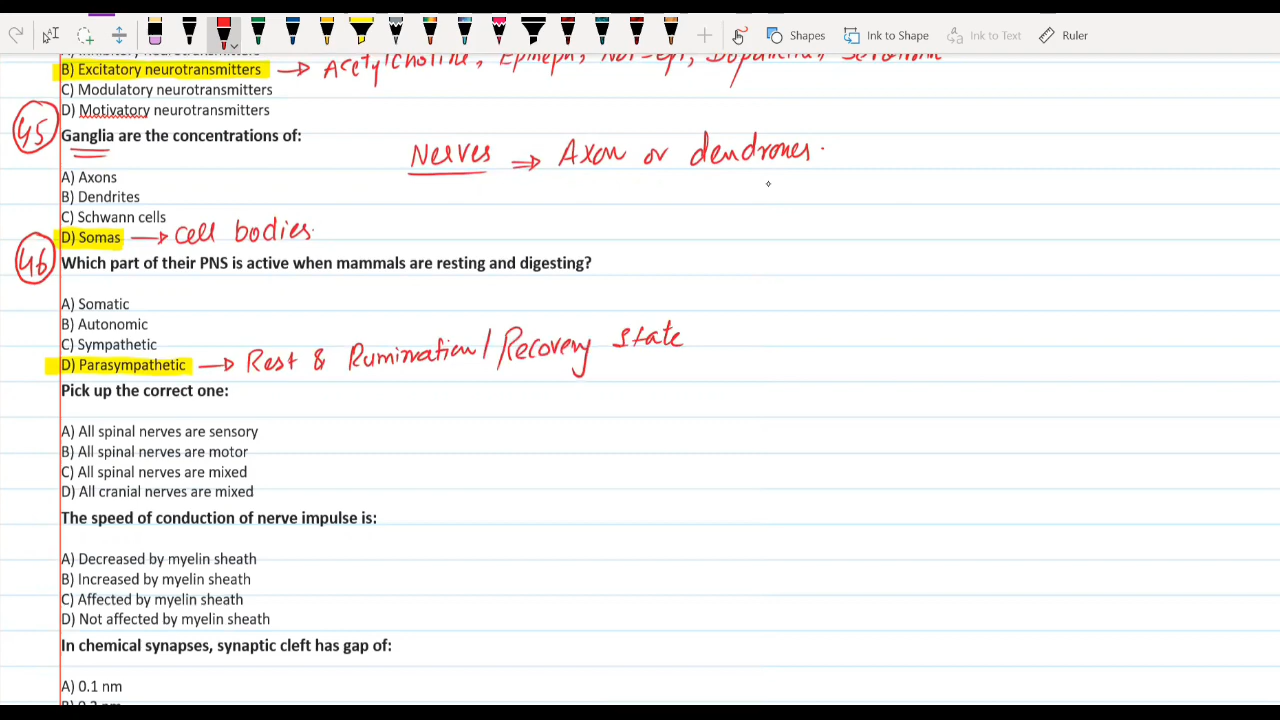 Shapes Ink to Shape Ink to Text Ruler
B) Excitatory neurotransmitters → Acetylcholine,
C) Modulatory neurotransmitters
D) Motivatory neurotransmitters
45
Ganglia are the concentrations of:
Nerves ⇒ Axon or dendrones.
A) Axons
B) Dendrites
C) Schwann cells
D) Somas → Cell bodies.
46
Which part of their PNS is active when mammals are resting and digesting?
A) Somatic
B) Autonomic
C) Sympathetic
D) Parasympathetic → Rest & Rumination/Recovery state
Pick up the correct one:
A) All spinal nerves are sensory
B) All spinal nerves are motor
C) All spinal nerves are mixed
D) All cranial nerves are mixed
The speed of conduction of nerve impulse is:
A) Decreased by myelin sheath
B) Increased by myelin sheath
C) Affected by myelin sheath
D) Not affected by myelin sheath
In chemical synapses, synaptic cleft has gap of:
A) 0.1 nm